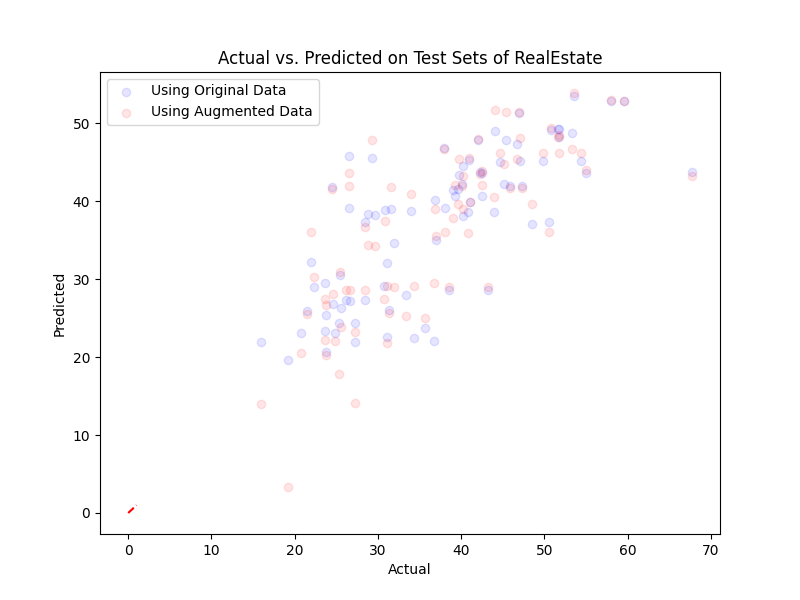 Actual vs. Predicted on Test Sets of RealEstate
Using Original Data
Using Augmented Data
50
40
30
20
10
0
Predicted
0 10 20 30 40 50 60 70
Actual